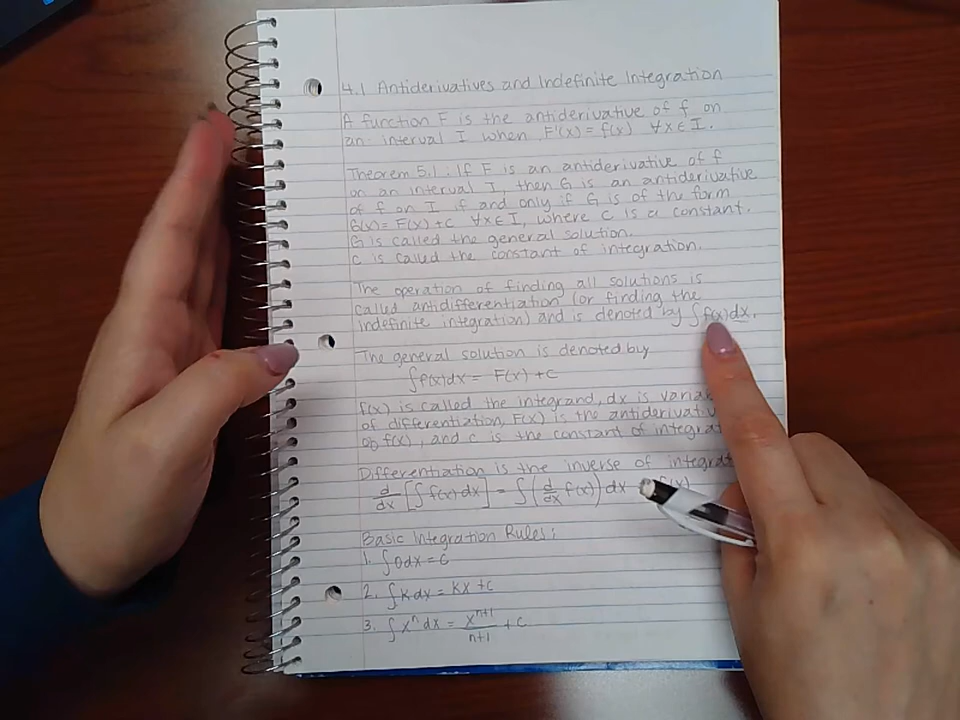 4.1 Antiderivatives and Indefinite Integration
A function F is the antiderivative of f on
an interval I when F'(x) = f(x) ∀x∈I.
Theorem 5.1: If F is an antiderivative of f
on an interval I, then G is an antiderivative
of f on I if and only if G is of the form
G(x) = F(x) + C ∀x∈I, where C is a constant.
G is called the general solution.
C is called the constant of integration.
The operation of finding all solutions is
called antidifferentiation (or finding the
indefinite integration) and is denoted by ∫f(x)dx.
The general solution is denoted by
∫f(x)dx = F(x) + C
f(x) is called the integrand, dx is
of differentiation, F(x) is the
of f(x), and c is the constant of
Differentiation is the inverse of
d/dx [∫ f(x) dx] = ∫ (d/dx f(x)) dx f(x)
Basic Integration Rules:
1. ∫0dx = C
2. ∫k dx = kx + c
3. ∫x^n dx = x^(n+1)/(n+1) + C